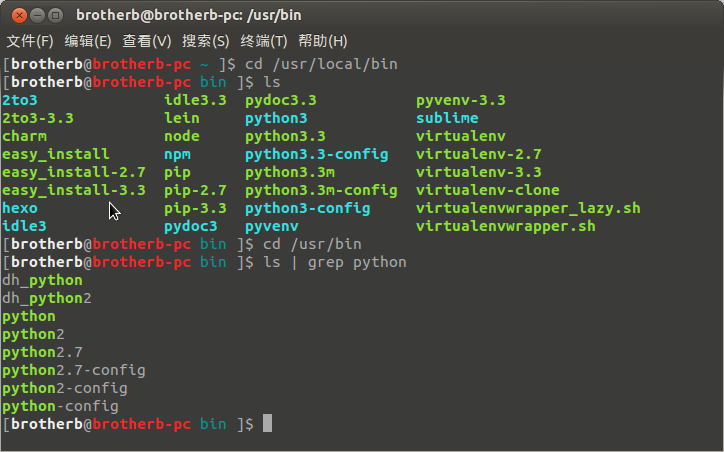 brotherb@brotherb-pc: /usr/bin
文件(F) 编辑(E) 查看(V) 搜索(S) 终端(T) 帮助(H)
[brotherb@brotherb-pc ~ ]$ cd /usr/local/bin
[brotherb@brotherb-pc bin ]$ ls
2to3 idle3.3 pydoc3.3 pyvenv-3.3
2to3-3.3 lein python3 sublime
charm node python3.3 virtualenv
easy_install npm python3.3-config virtualenv-2.7
easy_install-2.7 pip python3.3m virtualenv-3.3
easy_install-3.3 pip-2.7 python3.3m-config virtualenv-clone
hexo pip-3.3 python3-config virtualenvwrapper_lazy.sh
idle3 pydoc3 pyvenv virtualenvwrapper.sh
[brotherb@brotherb-pc bin ]$ cd /usr/bin
[brotherb@brotherb-pc bin ]$ ls | grep python
dh_python
dh_python2
python
python2
python2.7
python2.7-config
python2-config
python-config
[brotherb@brotherb-pc bin ]$